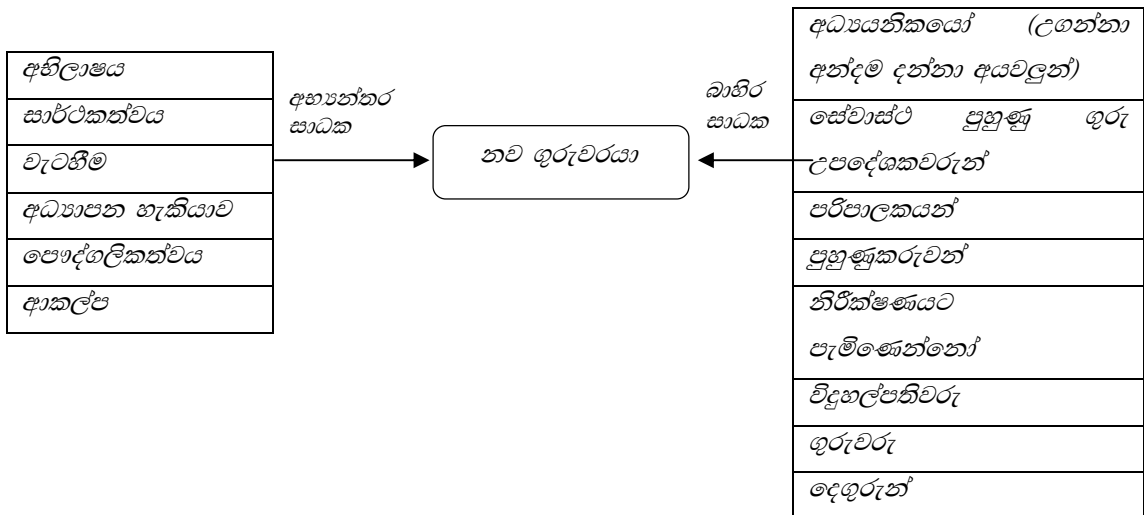 අභිලාෂය
සාර්ථකත්වය
වැටහීම
අධ්‍යාපන හැකියාව
පෞද්ගලිකත්වය
ආකල්ප
අභ්‍යන්තර
සාධක
නව ගුරුවරයා
බාහිර
සාධක
අධ්‍යයනිකයෝ (උගන්නා
අන්දම දන්නා අයවලුන්)
සේවාස්ථ පුහුණු ගුරු
උපදේශකවරුන්
පරිපාලකයන්
පුහුණුකරුවන්
නිරීක්ෂණයට
පැමිණෙන්නෝ
විදුහල්පතිවරු
ගුරුවරු
දෙගුරුන්